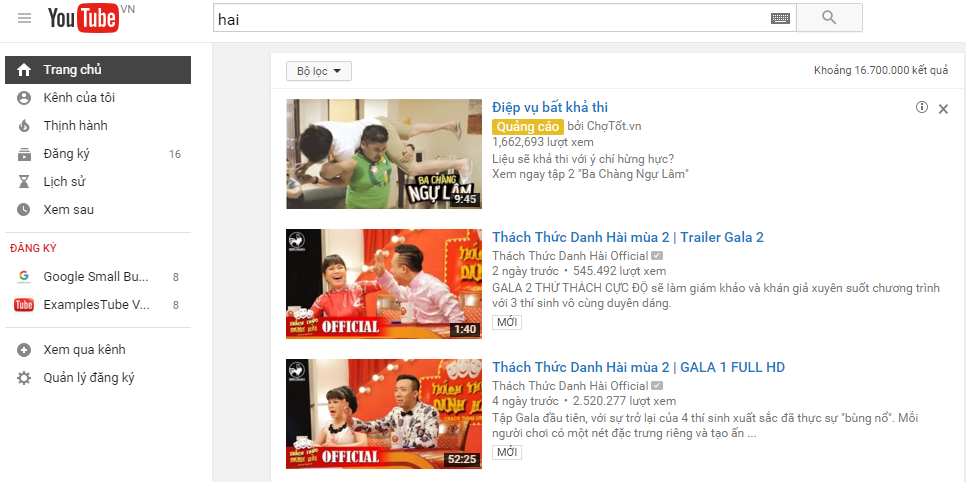 YouTube VN
hai
Trang chủ
Kênh của tôi
Thịnh hành
Đăng ký 16
Lịch sử
Xem sau
ĐĂNG KÝ
Google Small Bu... 8
Tube ExamplesTube V... 8
Xem qua kênh
Quản lý đăng ký
Bộ lọc
Khoảng 16.700.000 kết quả
BA CHÀNG
NGỰ LÂM
9:45
Điệp vụ bất khả thi
Quảng cáo bởi ChợTốt.vn
1,662,693 lượt xem
Liệu sẽ khả thi với ý chí hừng hực?
Xem ngay tập 2 "Ba Chàng Ngự Lâm"
THÁCH THỨC
DANH HÀI
OFFICIAL
1:40
Thách Thức Danh Hài mùa 2 | Trailer Gala 2
Thách Thức Danh Hài Official
2 ngày trước • 545.492 lượt xem
GALA 2 THỬ THÁCH CỰC ĐỘ sẽ làm giám khảo và khán giả xuyên suốt chương trình
với 3 thí sinh vô cùng duyên dáng.
MỚI
THÁCH THỨC
DANH HÀI
OFFICIAL
52:25
Thách Thức Danh Hài mùa 2 | GALA 1 FULL HD
Thách Thức Danh Hài Official
4 ngày trước • 2.520.277 lượt xem
Tập Gala đầu tiên, với sự trở lại của 4 thí sinh xuất sắc đã thực sự "bùng nổ". Mỗi
người chơi có một nét đặc trưng riêng và tạo ấn ...
MỚI